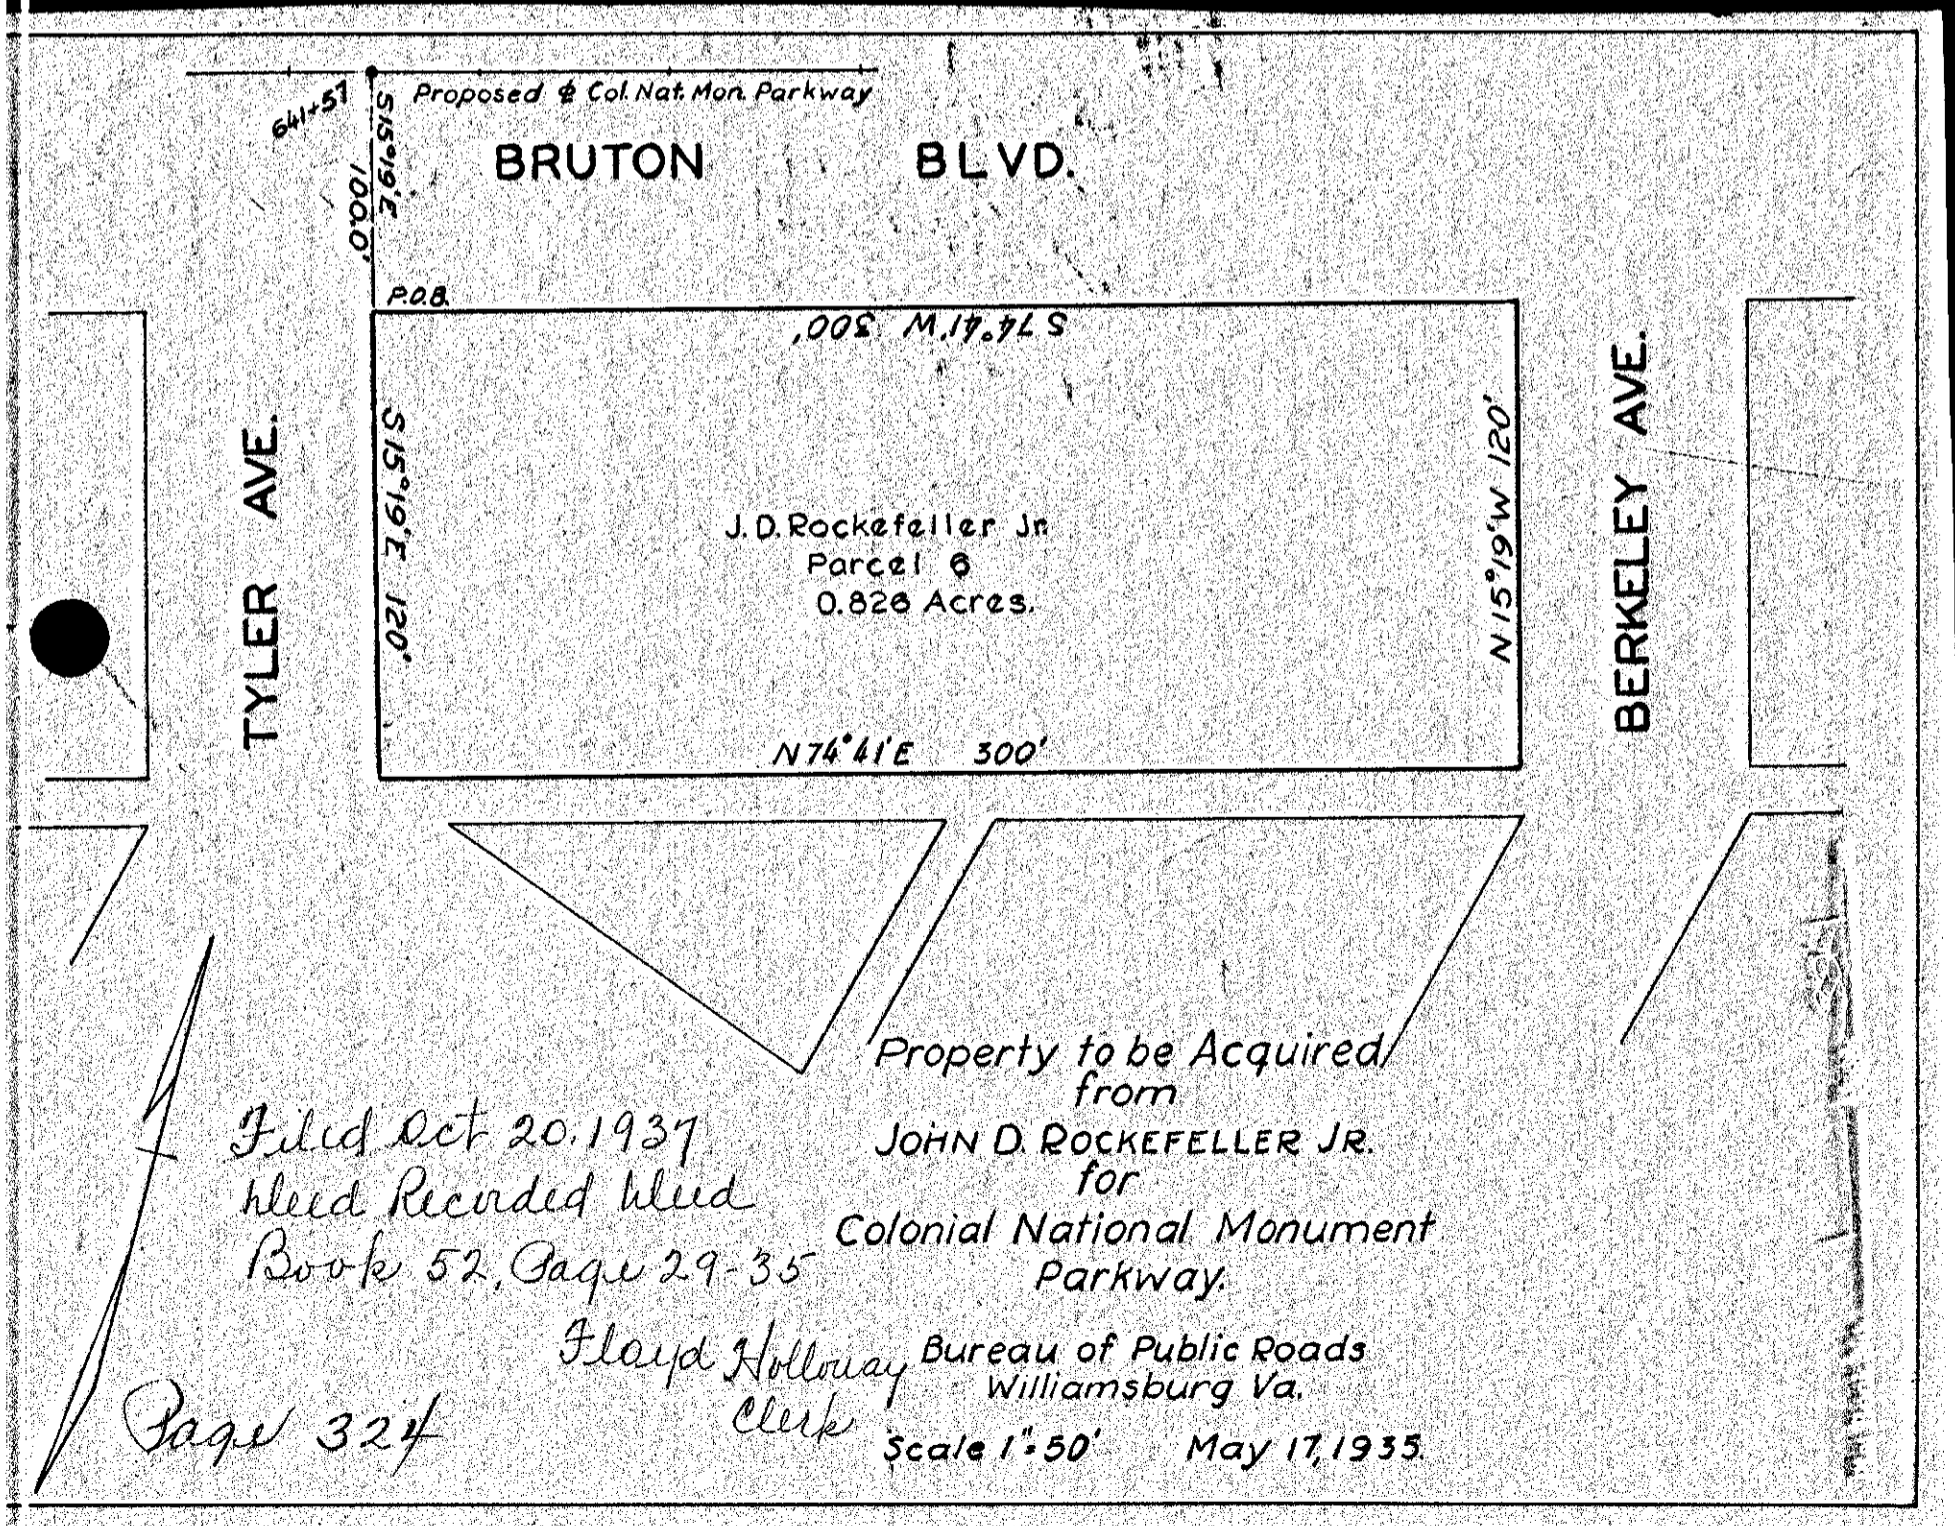 641+57
S15°19'E
100.0'
Proposed ℄ Col. Nat. Mon. Parkway
BRUTON BLVD.
P.O.B.
S 74°41'W 300'
TYLER AVE.
S15°19'E 120'
J.D. Rockefeller Jr.
Parcel 6
0.826 Acres.
N15°19'W 120'
BERKELEY AVE.
N74°41'E 300'
Property to be Acquired
from
JOHN D. ROCKEFELLER JR.
for
Colonial National Monument
Parkway.
Bureau of Public Roads
Williamsburg Va.
Scale 1"=50' May 17, 1935.
Filed Oct 20, 1937
Deed Recorded Deed
Book 52, Page 29-35
Floyd Holloway
Clerk
Page 324